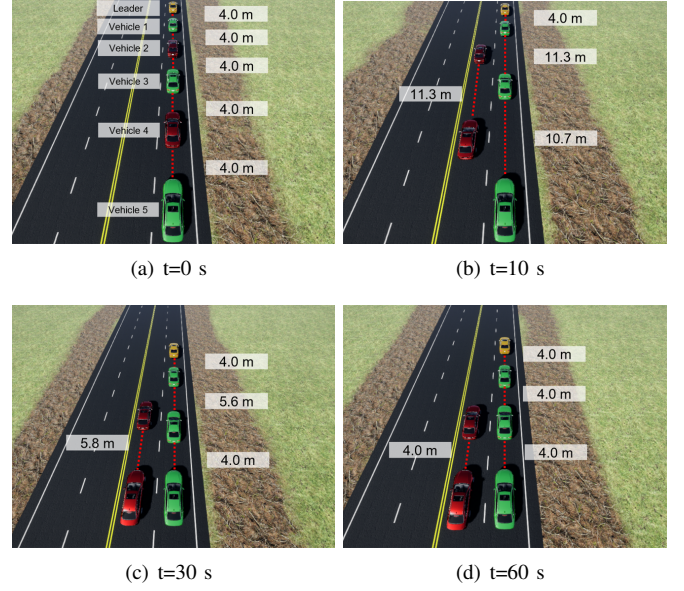 Leader
4.0 m
Vehicle 1
4.0 m
Vehicle 2
4.0 m
Vehicle 3
4.0 m
Vehicle 4
4.0 m
Vehicle 5
(a) t=0 s
4.0 m
11.3 m
11.3 m
10.7 m
(b) t=10 s
4.0 m
5.6 m
5.8 m
4.0 m
(c) t=30 s
4.0 m
4.0 m
4.0 m
4.0 m
(d) t=60 s